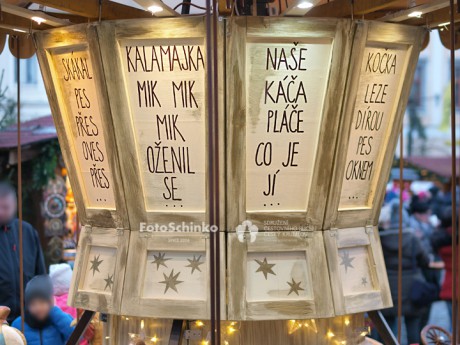 FotoSchinko
SKÁKAL
PES
PŘES
OVES
PŘES
...
KALAMAJKA
MIK MIK
MIK
OŽENIL
SE...
NAŠE
KÁČA
PLÁČE
CO JE
JÍ
...
KOČKA
LEZE
DÍROU
PES
OKNEM
...
FotoSchinko